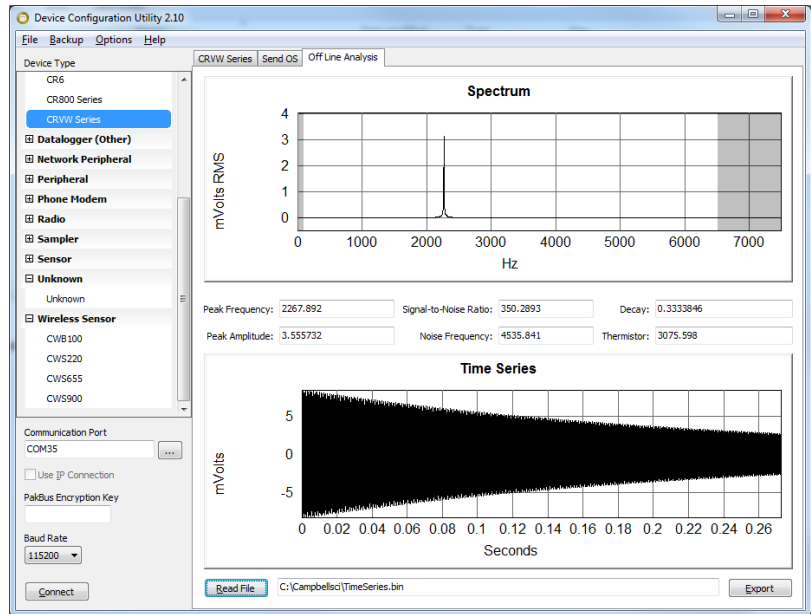 Device Configuration Utility 2.10
File Backup Options Help
Device Type
CR6
CR800 Series
CRVW Series
Datalogger (Other)
Network Peripheral
Peripheral
Phone Modem
Radio
Sampler
Sensor
Unknown
Unknown
Wireless Sensor
CWB100
CWS220
CWS655
CWS900
Communication Port
COM35
...
Use IP Connection
PakBus Encryption Key
Baud Rate
115200
Connect
CRVW Series Send OS Off Line Analysis
Spectrum
mVolts RMS
4
3
2
1
0
0 1000 2000 3000 4000 5000 6000 7000
Hz
Peak Frequency: 2267.892 Signal-to-Noise Ratio: 350.2893 Decay: 0.3333846
Peak Amplitude: 3.555732 Noise Frequency: 4535.841 Thermistor: 3075.598
Time Series
mVolts
5
0
-5
0 0.02 0.04 0.06 0.08 0.1 0.12 0.14 0.16 0.18 0.2 0.22 0.24 0.26
Seconds
Read File C:\Campbellsci\TimeSeries.bin Export